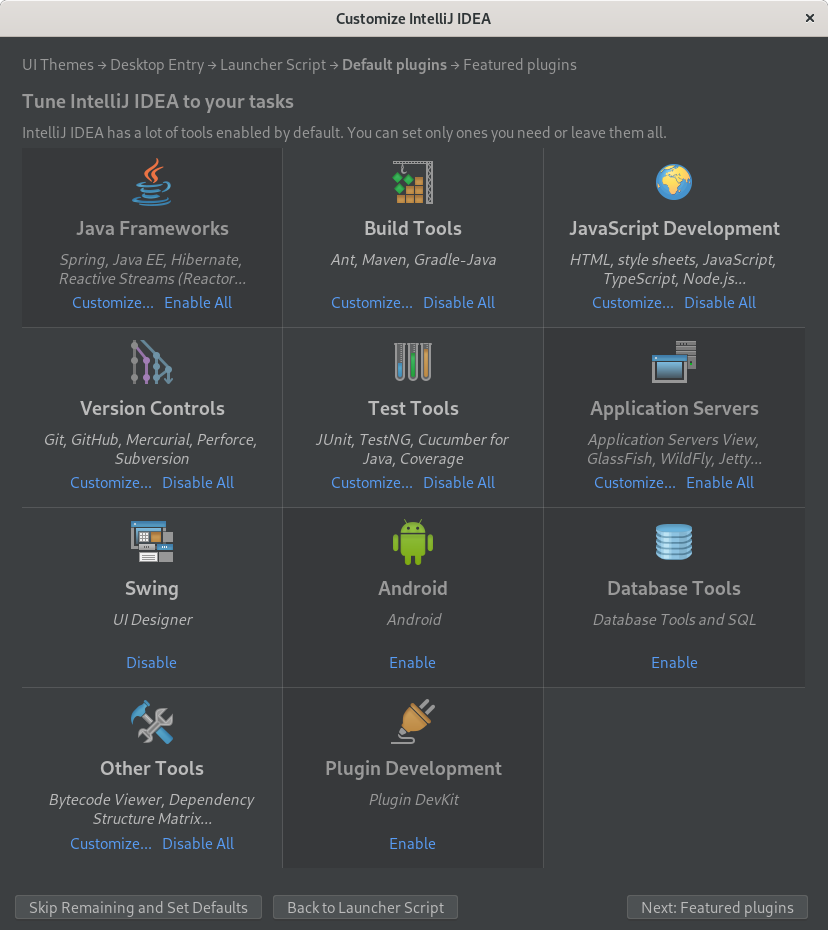 Customize IntelliJ IDEA
UI Themes → Desktop Entry → Launcher Script → Default plugins → Featured plugins
Tune IntelliJ IDEA to your tasks
IntelliJ IDEA has a lot of tools enabled by default. You can set only ones you need or leave them all.
Java Frameworks
Spring, Java EE, Hibernate,
Reactive Streams (Reactor...
Customize... Enable All
Build Tools
Ant, Maven, Gradle-Java
Customize... Disable All
JavaScript Development
HTML, style sheets, JavaScript,
TypeScript, Node.js...
Customize... Disable All
Version Controls
Git, GitHub, Mercurial, Perforce,
Subversion
Customize... Disable All
Test Tools
JUnit, TestNG, Cucumber for
Java, Coverage
Customize... Disable All
Application Servers
Application Servers View,
GlassFish, WildFly, Jetty...
Customize... Enable All
Swing
UI Designer
Disable
Android
Android
Enable
Database Tools
Database Tools and SQL
Enable
Other Tools
Bytecode Viewer, Dependency
Structure Matrix...
Customize... Disable All
Plugin Development
Plugin DevKit
Enable
Skip Remaining and Set Defaults
Back to Launcher Script
Next: Featured plugins